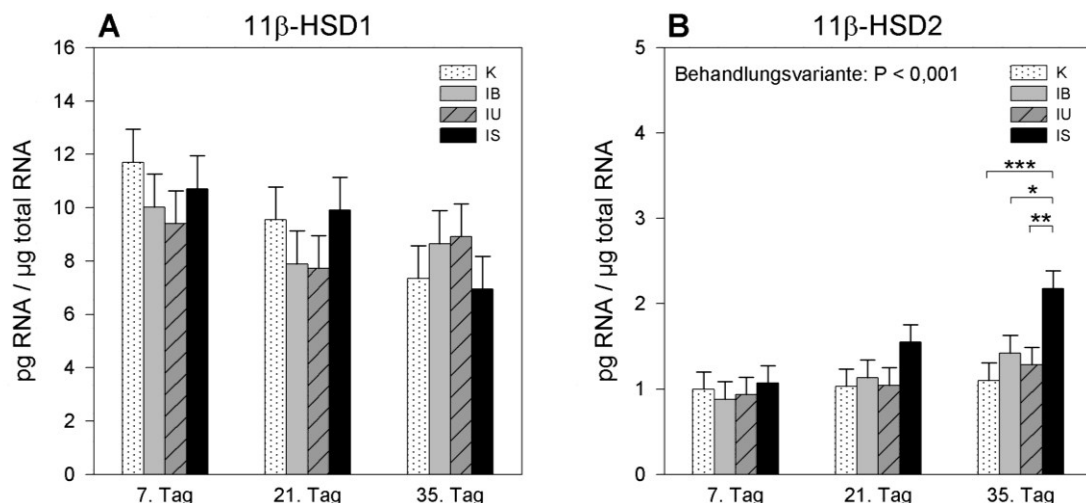 A 11β-HSD1
pg RNA / µg total RNA
16
14
12
10
8
6
4
2
0
K
IB
IU
IS
7. Tag 21. Tag 35. Tag
B 11β-HSD2
pg RNA / µg total RNA
5
4
3
2
1
0
Behandlungsvariante: P < 0,001
K
IB
IU
IS
***
*
**
7. Tag 21. Tag 35. Tag